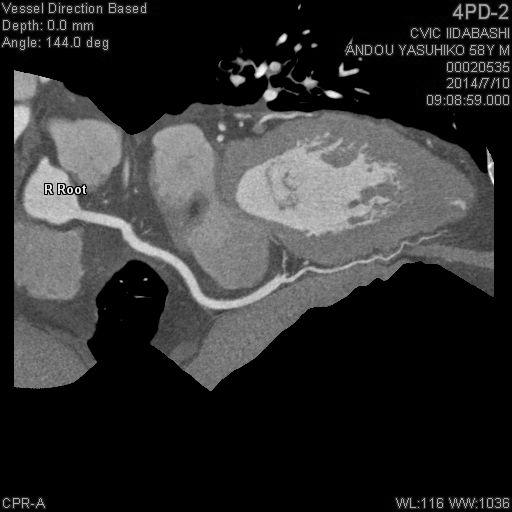 Vessel Direction Based
Depth: 0.0 mm
Angle: 144.0 deg
4PD-2
CVIC IIDABASHI
ANDOU YASUHIKO 58Y M
00020535
2014/7/10
09:08:59.000
R Root
CPR-A
WL:116 WW:1036